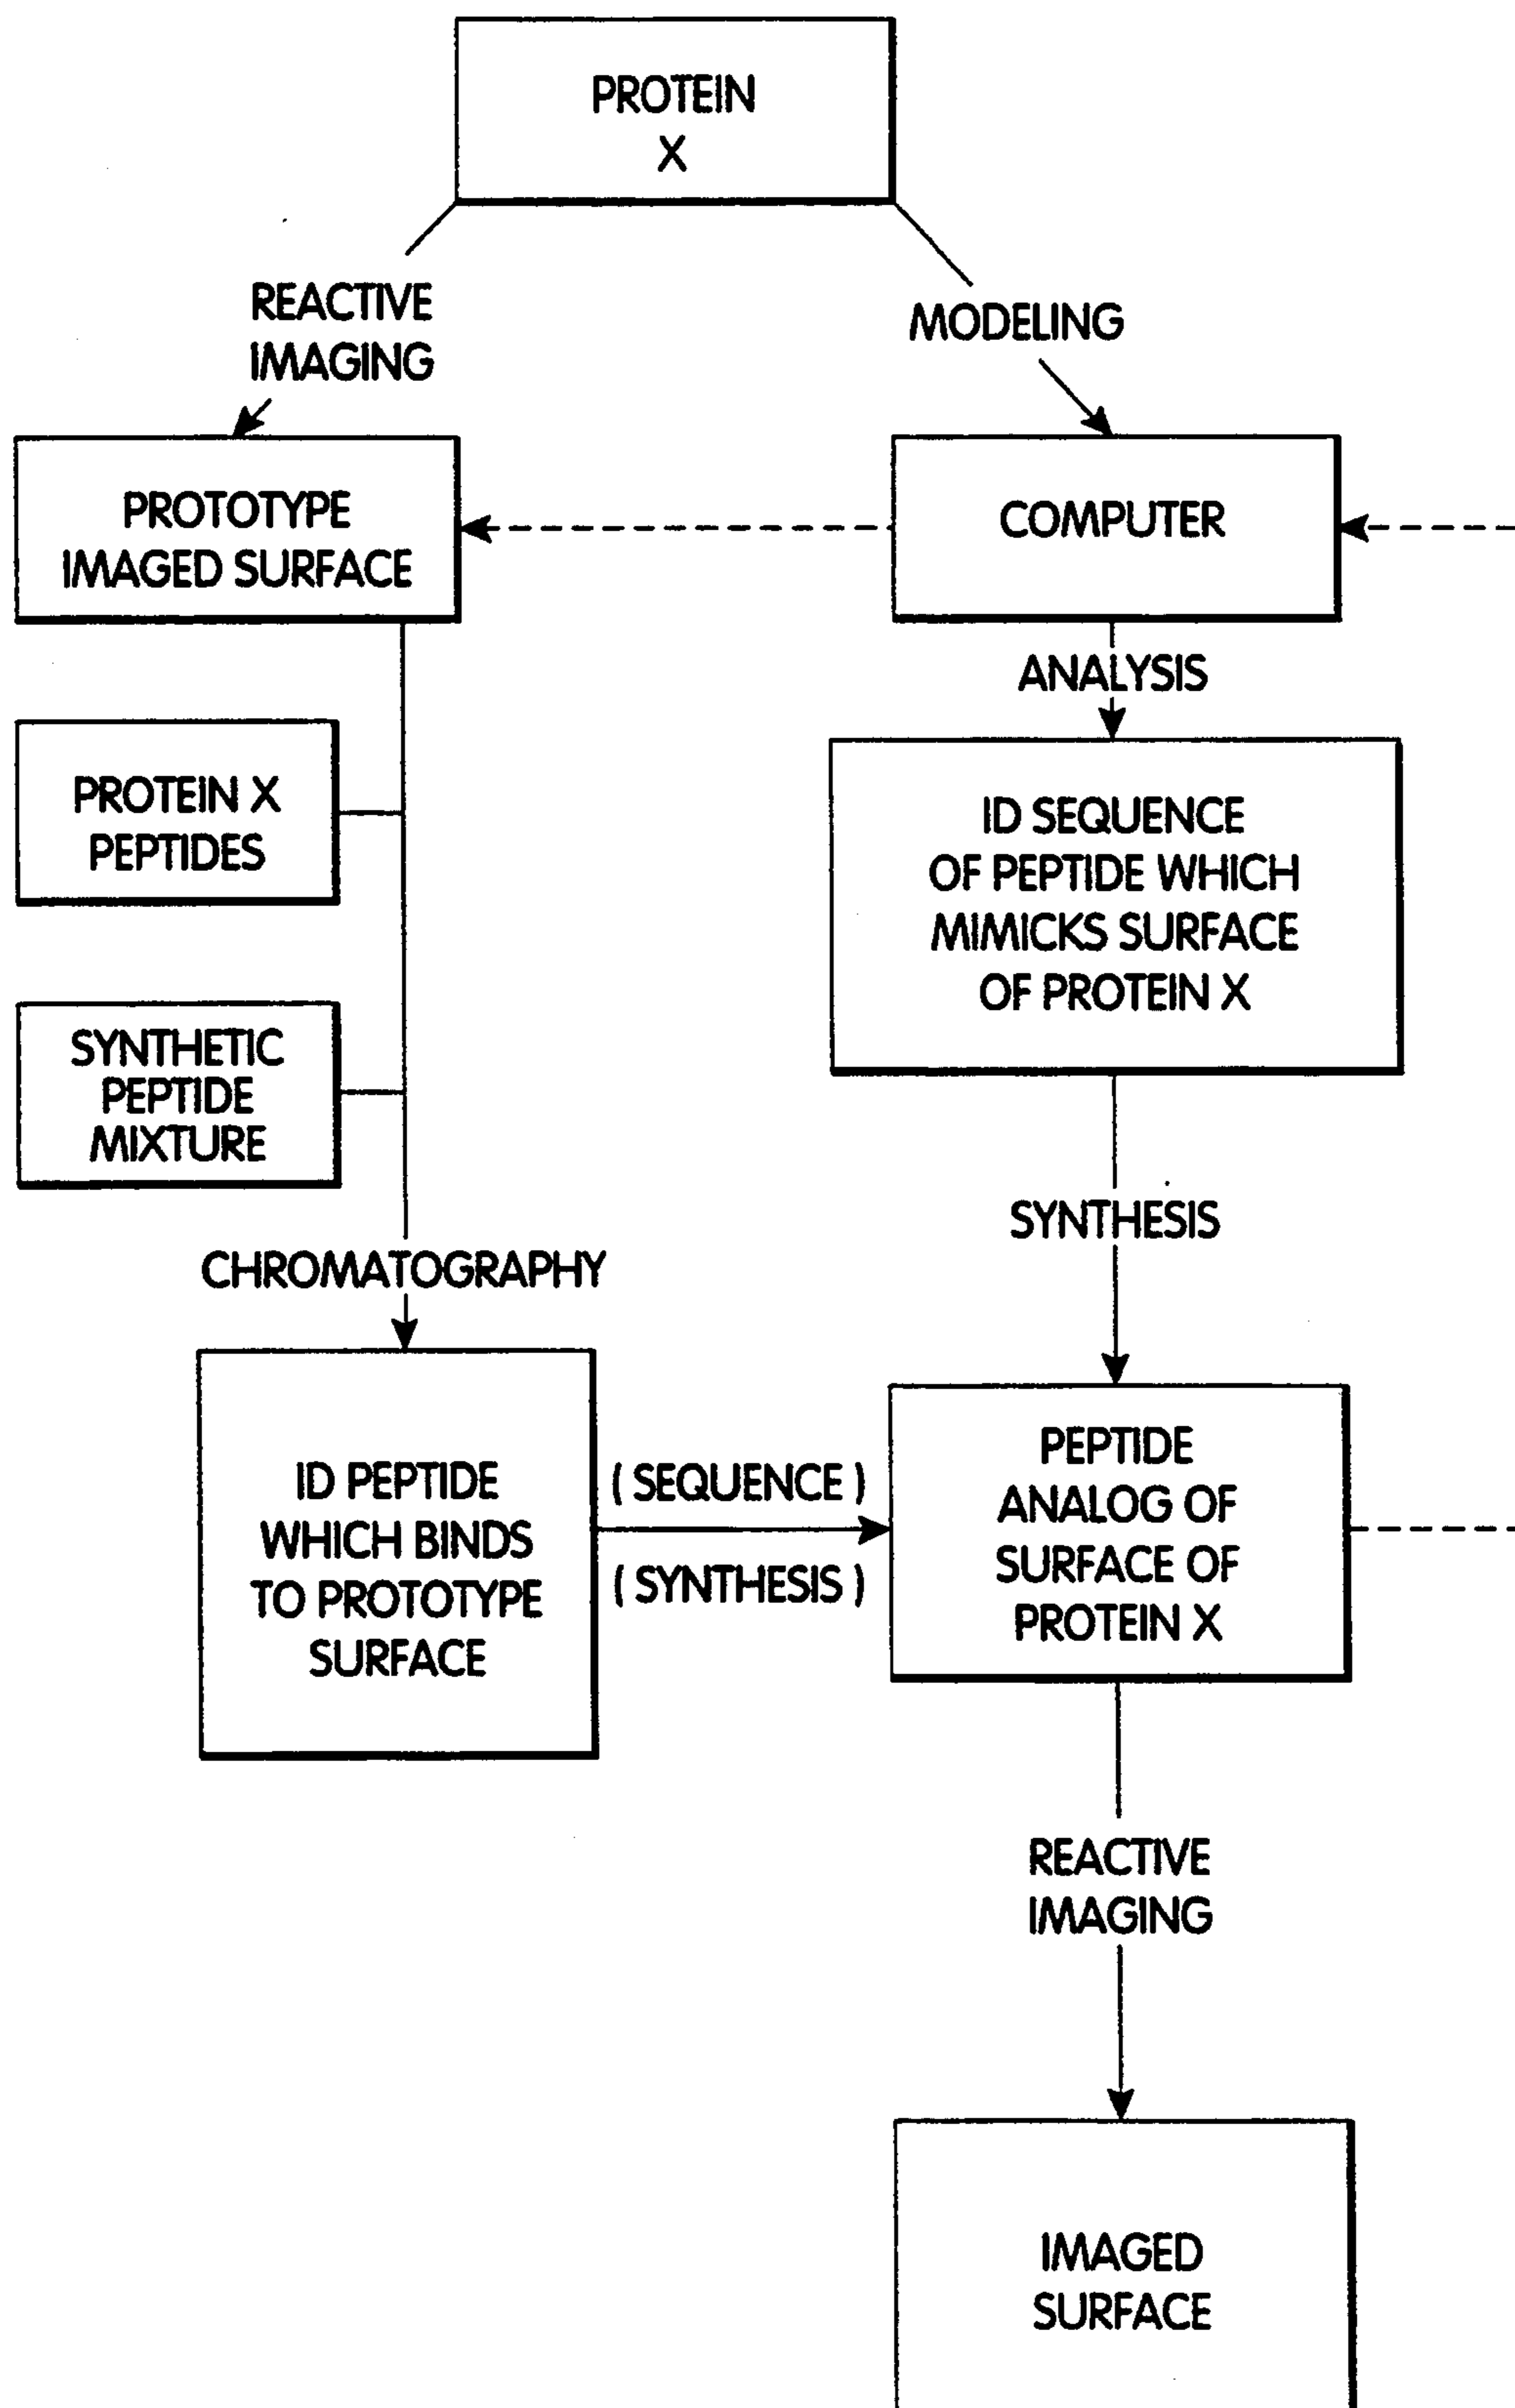 PROTEIN
X
REACTIVE
IMAGING
MODELING
PROTOTYPE
IMAGED SURFACE
COMPUTER
ANALYSIS
PROTEIN X
PEPTIDES
ID SEQUENCE
OF PEPTIDE WHICH
MIMICKS SURFACE
OF PROTEIN X
SYNTHETIC
PEPTIDE
MIXTURE
SYNTHESIS
CHROMATOGRAPHY
ID PEPTIDE
WHICH BINDS
TO PROTOTYPE
SURFACE
( SEQUENCE )
( SYNTHESIS )
PEPTIDE
ANALOG OF
SURFACE OF
PROTEIN X
REACTIVE
IMAGING
IMAGED
SURFACE